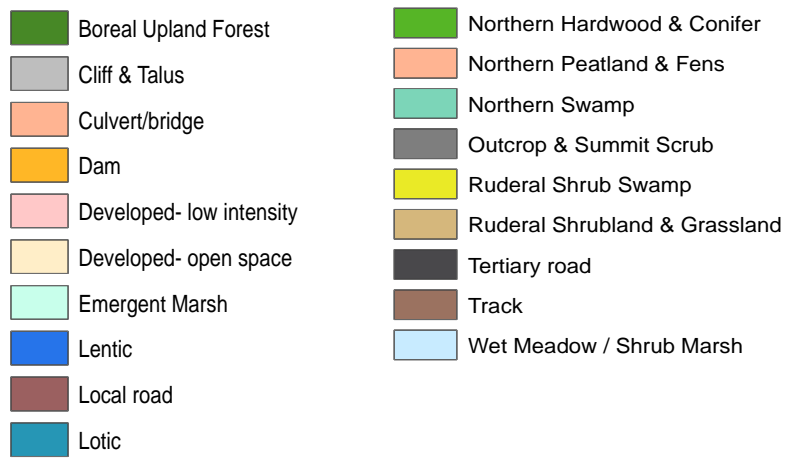 Boreal Upland Forest
Cliff & Talus
Culvert/bridge
Dam
Developed- low intensity
Developed- open space
Emergent Marsh
Lentic
Local road
Lotic
Northern Hardwood & Conifer
Northern Peatland & Fens
Northern Swamp
Outcrop & Summit Scrub
Ruderal Shrub Swamp
Ruderal Shrubland & Grassland
Tertiary road
Track
Wet Meadow / Shrub Marsh